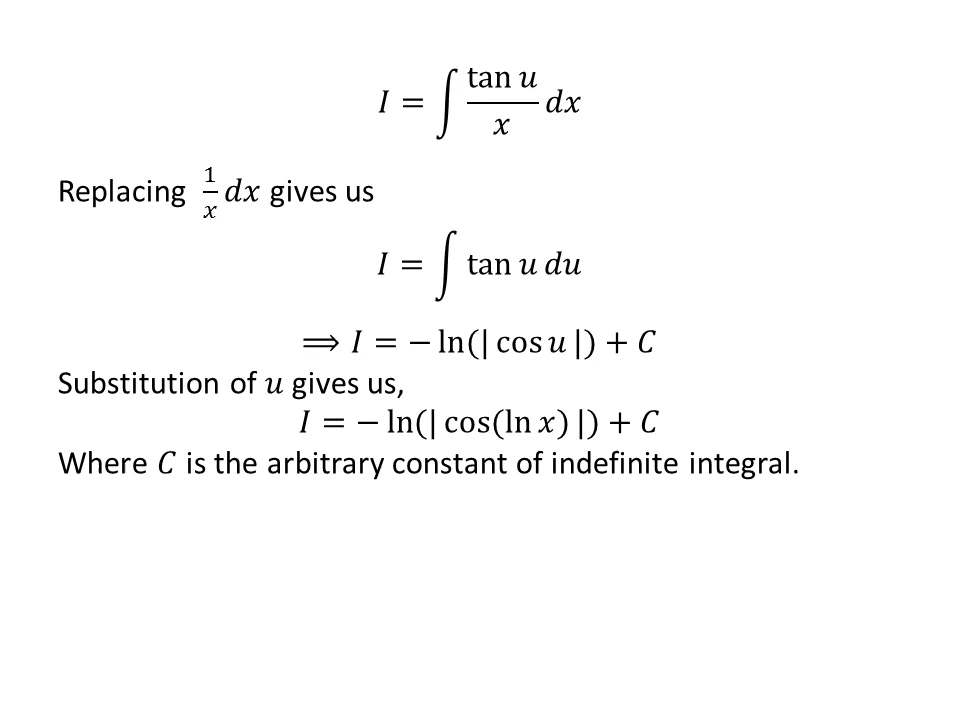 I = ∫ tan u / x dx
Replacing 1/x dx gives us
I = ∫ tan u du
⟹ I = − ln(| cos u |) + C
Substitution of u gives us,
I = − ln(| cos(ln x) |) + C
Where C is the arbitrary constant of indefinite integral.